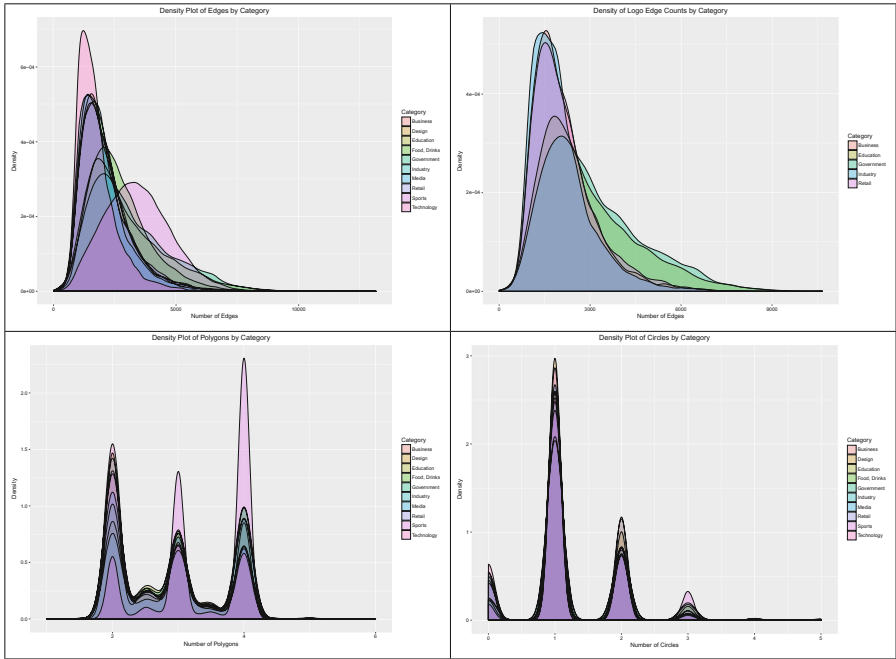 Density Plot of Edges by Category
6e−04
4e−04
2e−04
0e+00
Density
0
5000
10000
Number of Edges
Category
Business
Design
Education
Food, Drinks
Government
Industry
Media
Retail
Sports
Technology
Density of Logo Edge Counts by Category
4e−04
2e−04
0e+00
Density
0
3000
6000
9000
Number of Edges
Category
Business
Education
Government
Industry
Retail
Density Plot of Polygons by Category
2.0
1.5
1.0
0.5
0.0
Density
2
4
6
Number of Polygons
Category
Business
Design
Education
Food, Drinks
Government
Industry
Media
Retail
Sports
Technology
Density Plot of Circles by Category
3
2
1
0
Density
0
1
2
3
4
5
Number of Circles
Category
Business
Design
Education
Food, Drinks
Government
Industry
Media
Retail
Sports
Technology